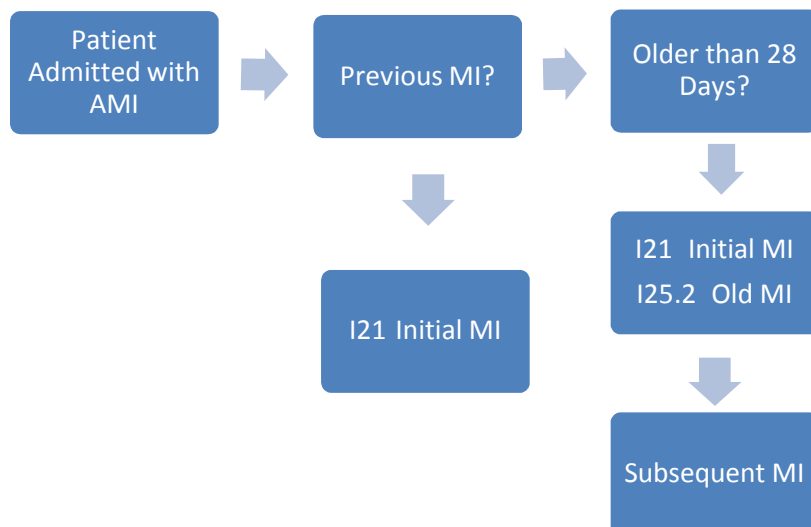 Patient
Admitted with
AMI
Previous MI?
Older than 28
Days?
I21 Initial MI
I21 Initial MI
I25.2 Old MI
Subsequent MI